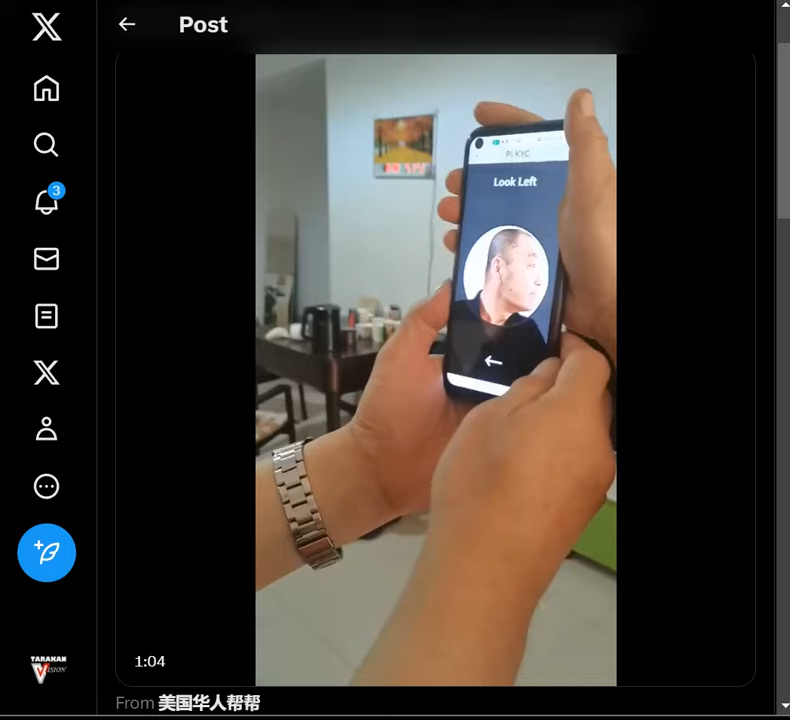 Post
3
Pi KYC
Look Left
1:04
TARAKAN
VISION
From 美国华人帮帮